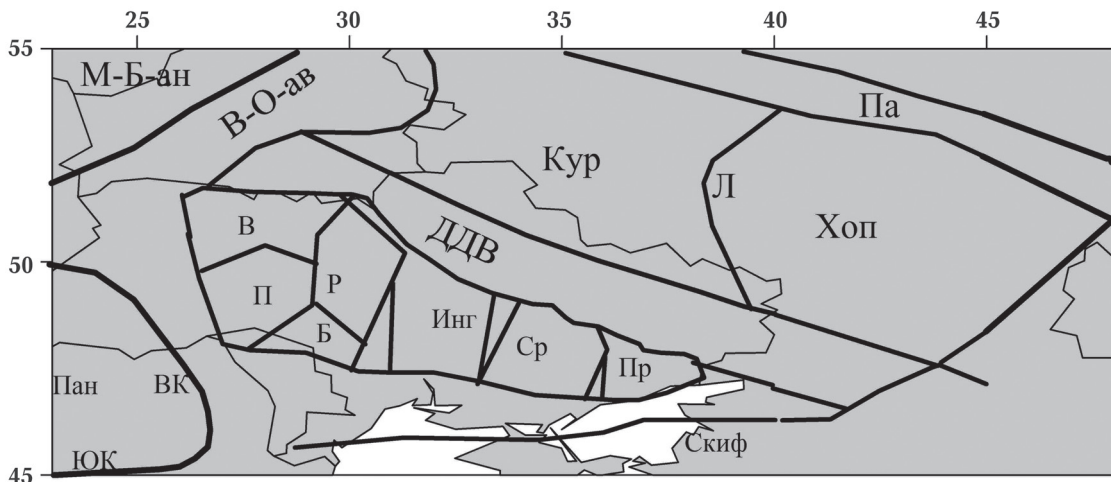 25 30 35 40 45
55
М-Б-ан
В-О-ав
Па
Кур
Л
Хоп
В
ДДВ
50
П
Р
Инг
Б
Ср
Пр
Пан
ВК
Скиф
ЮК
45